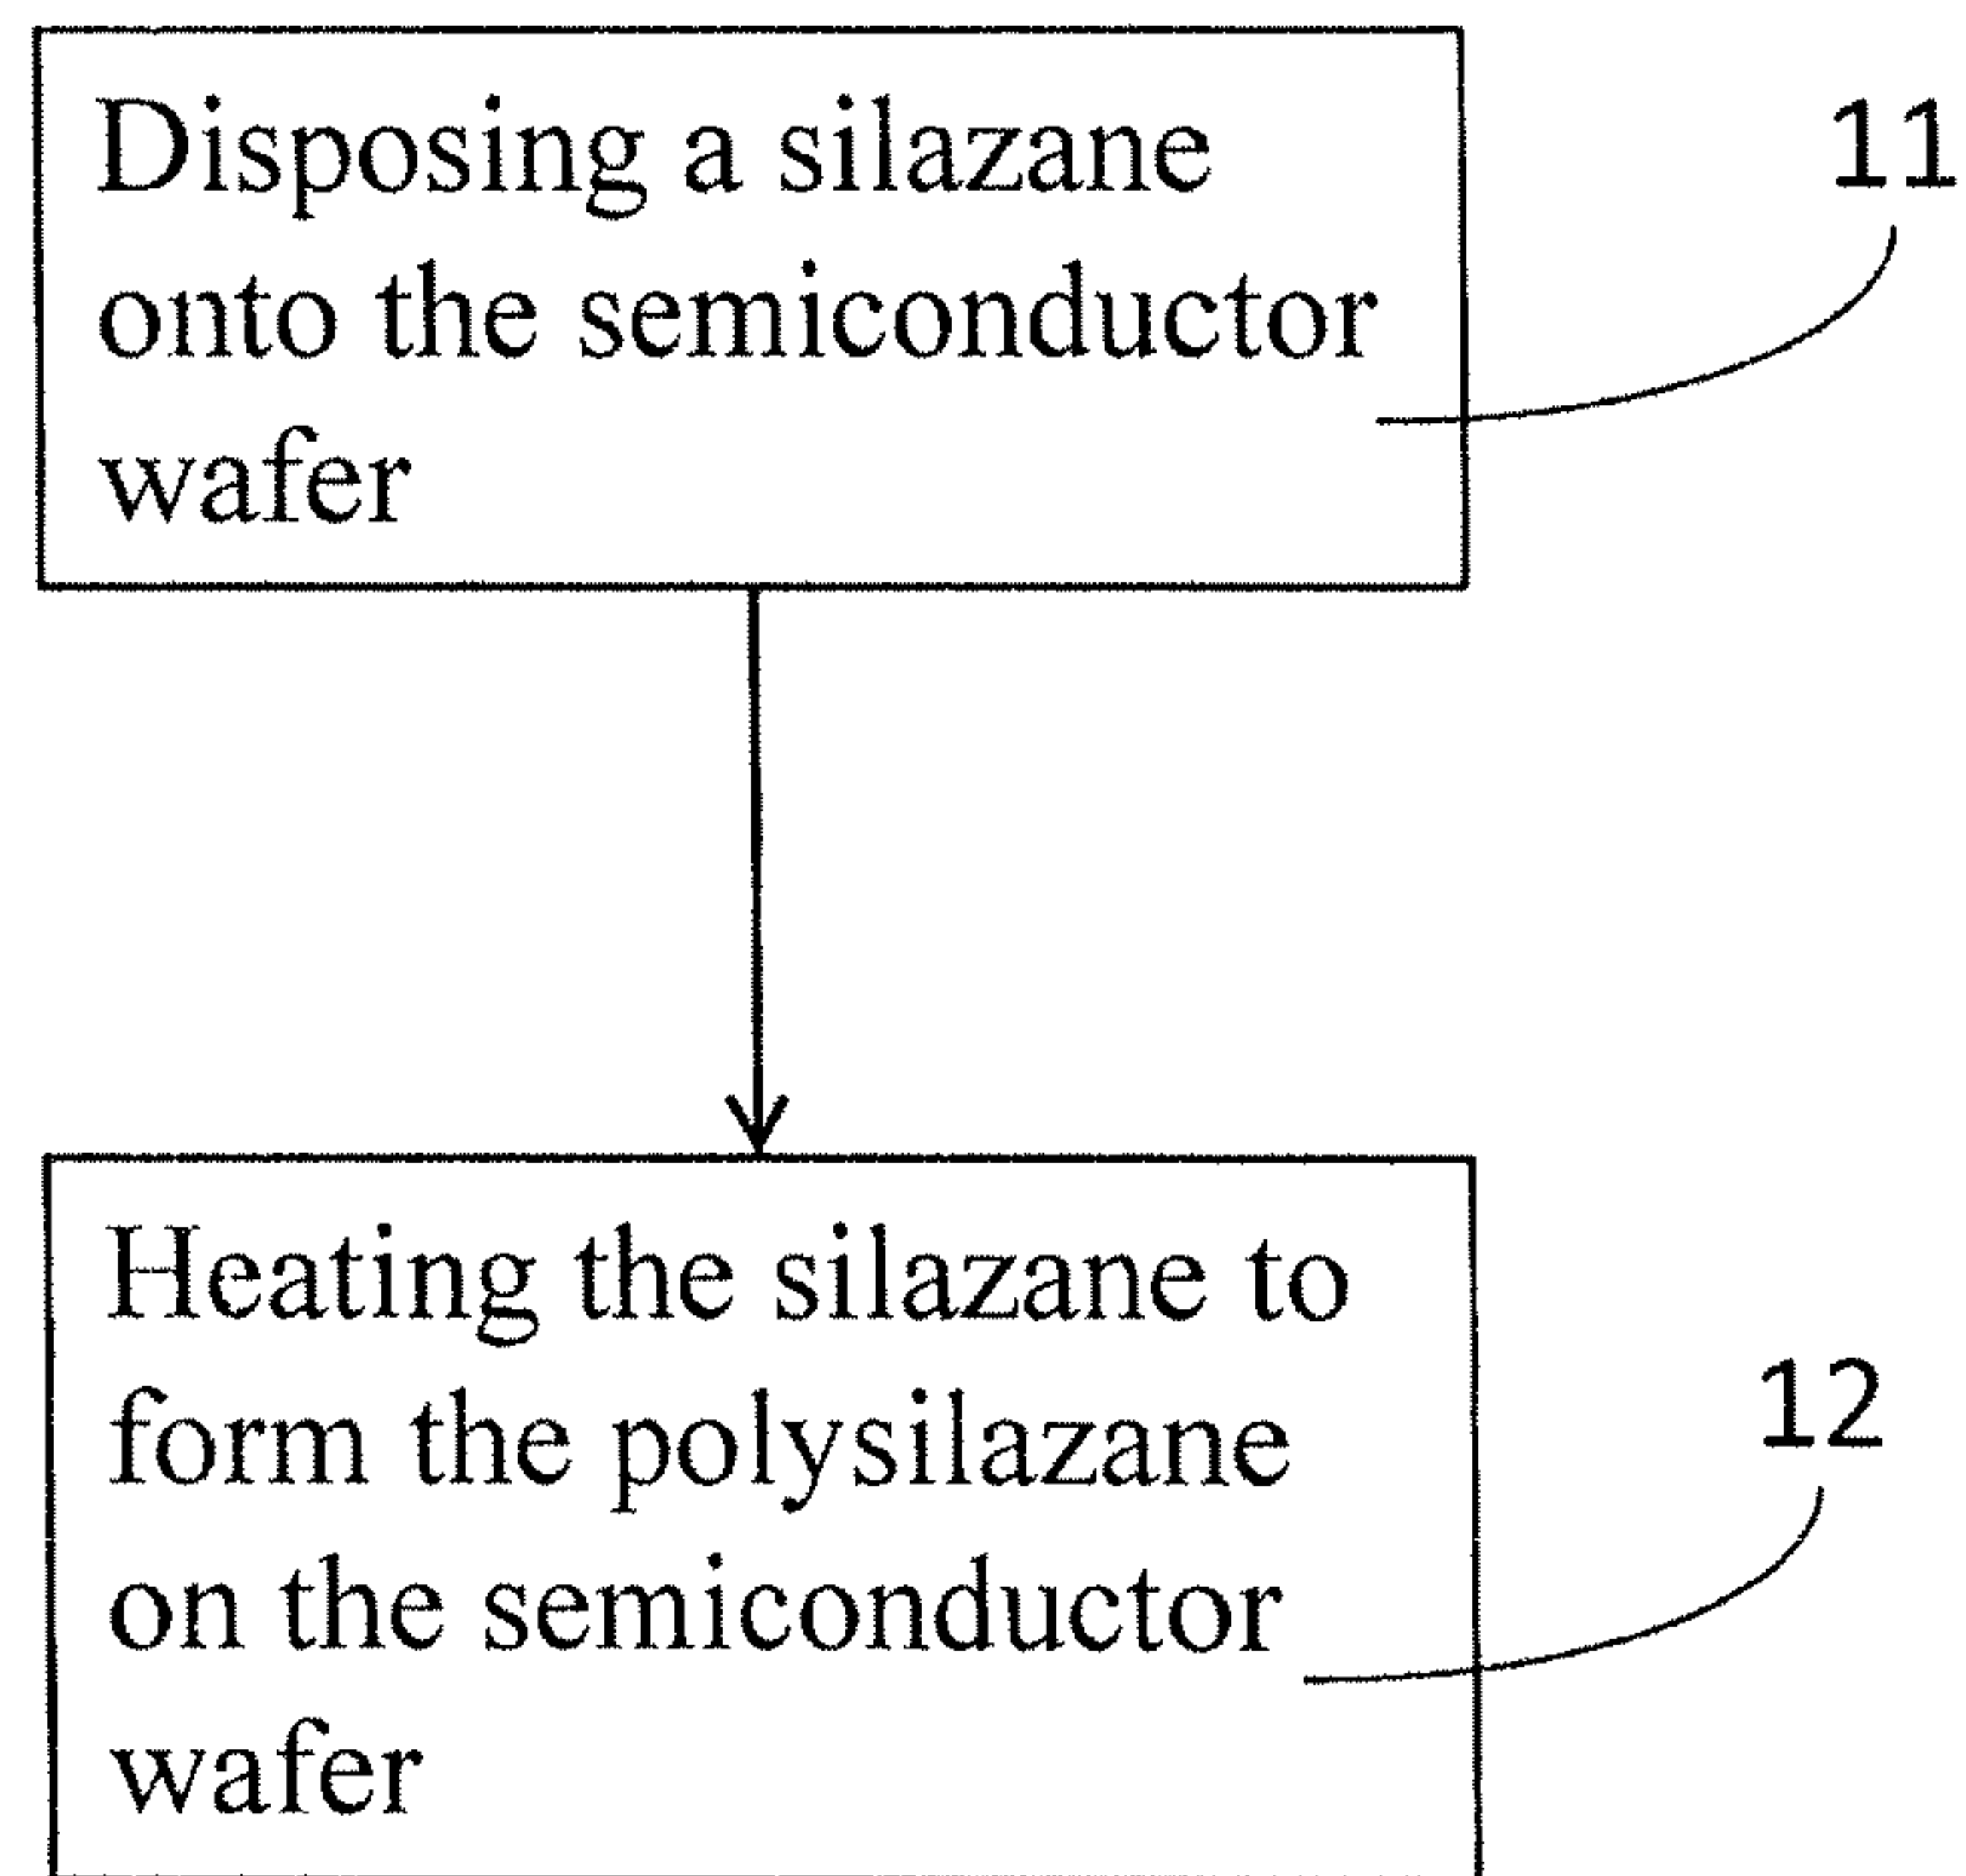 Disposing a silazane
onto the semiconductor
wafer
11
Heating the silazane to
form the polysilazane
on the semiconductor
wafer
12